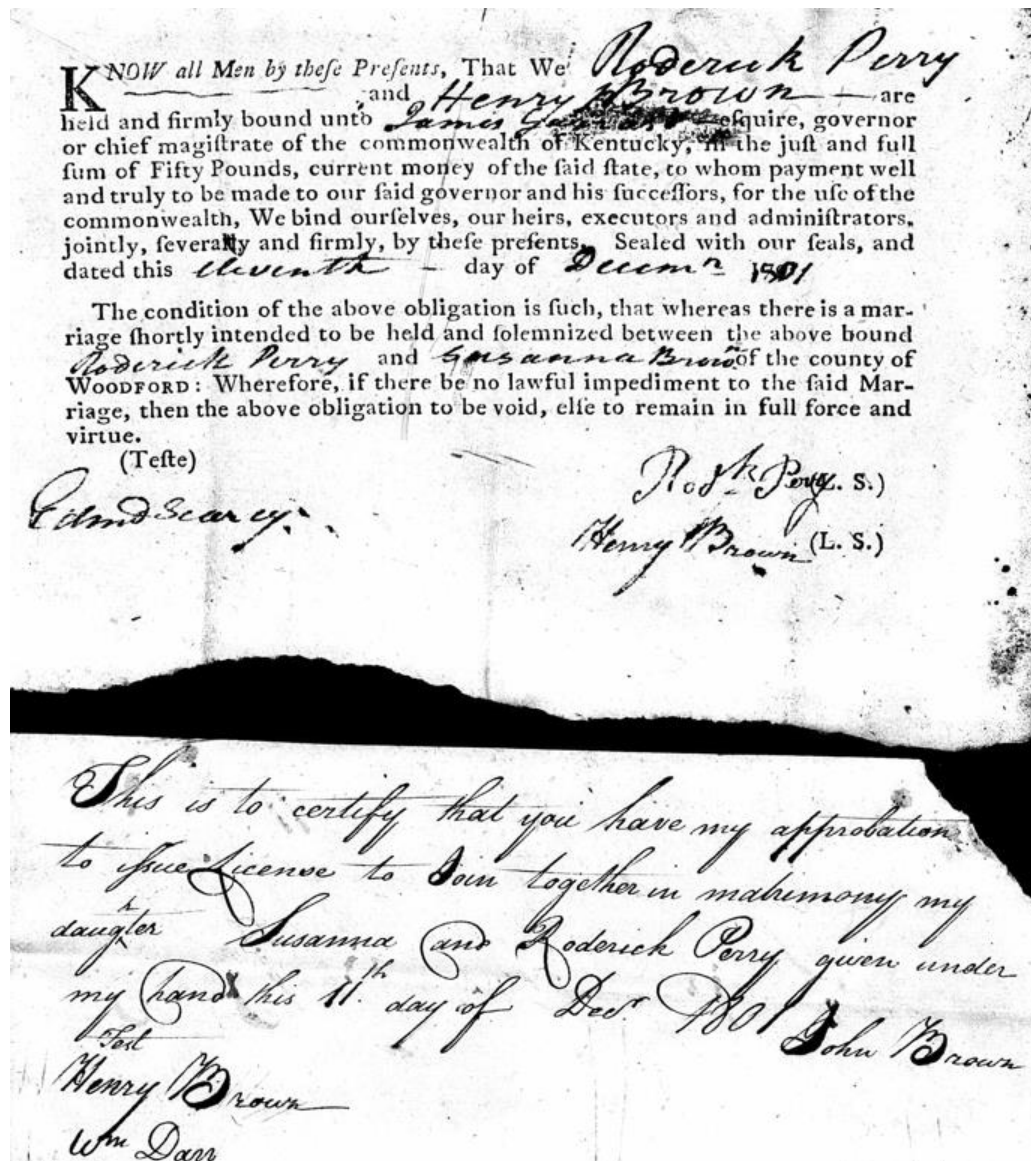 KNOW all Men by theſe Preſents, That We Roderick Perry
and Henry Brown are
held and firmly bound unto James eſquire, governor
or chief magiſtrate of the commonwealth of Kentucky, in the juſt and full
ſum of Fifty Pounds, current money of the ſaid ſtate, to whom payment well
and truly to be made to our ſaid governor and his ſucceſſors, for the uſe of the
commonwealth, We bind ourſelves, our heirs, executors and adminiſtrators,
jointly, ſeverally and firmly, by theſe preſents. Sealed with our ſeals, and
dated this eleventh day of Decemr 1801
The condition of the above obligation is ſuch, that whereas there is a mar-
riage ſhortly intended to be held and ſolemnized between the above bound
Roderick Perry and Susanna Brown of the county of
WOODFORD: Wherefore, if there be no lawful impediment to the ſaid Mar-
riage, then the above obligation to be void, elſe to remain in full force and
virtue.
(Teſte)
Rodk Perry (L. S.)
Edmd Searcy
Henry Brown (L. S.)
This is to certify that you have my approbation
to iſsue License to Join together in matrimony my
daughter Susanna and Roderick Perry given under
my hand this 11th day of Decr 1801 John Brown
Test
Henry Brown
Wm Darr